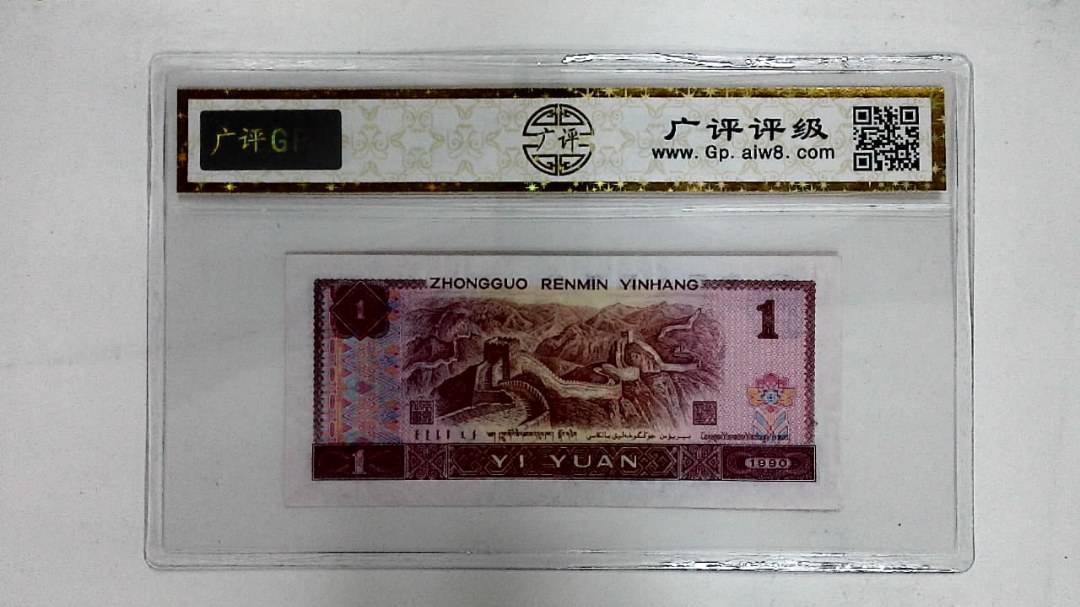 广评GP
广评
广评评级
www.Gp.aiw8.com
ZHONGGUO RENMIN YINHANG
1
1
1
YI YUAN
1990